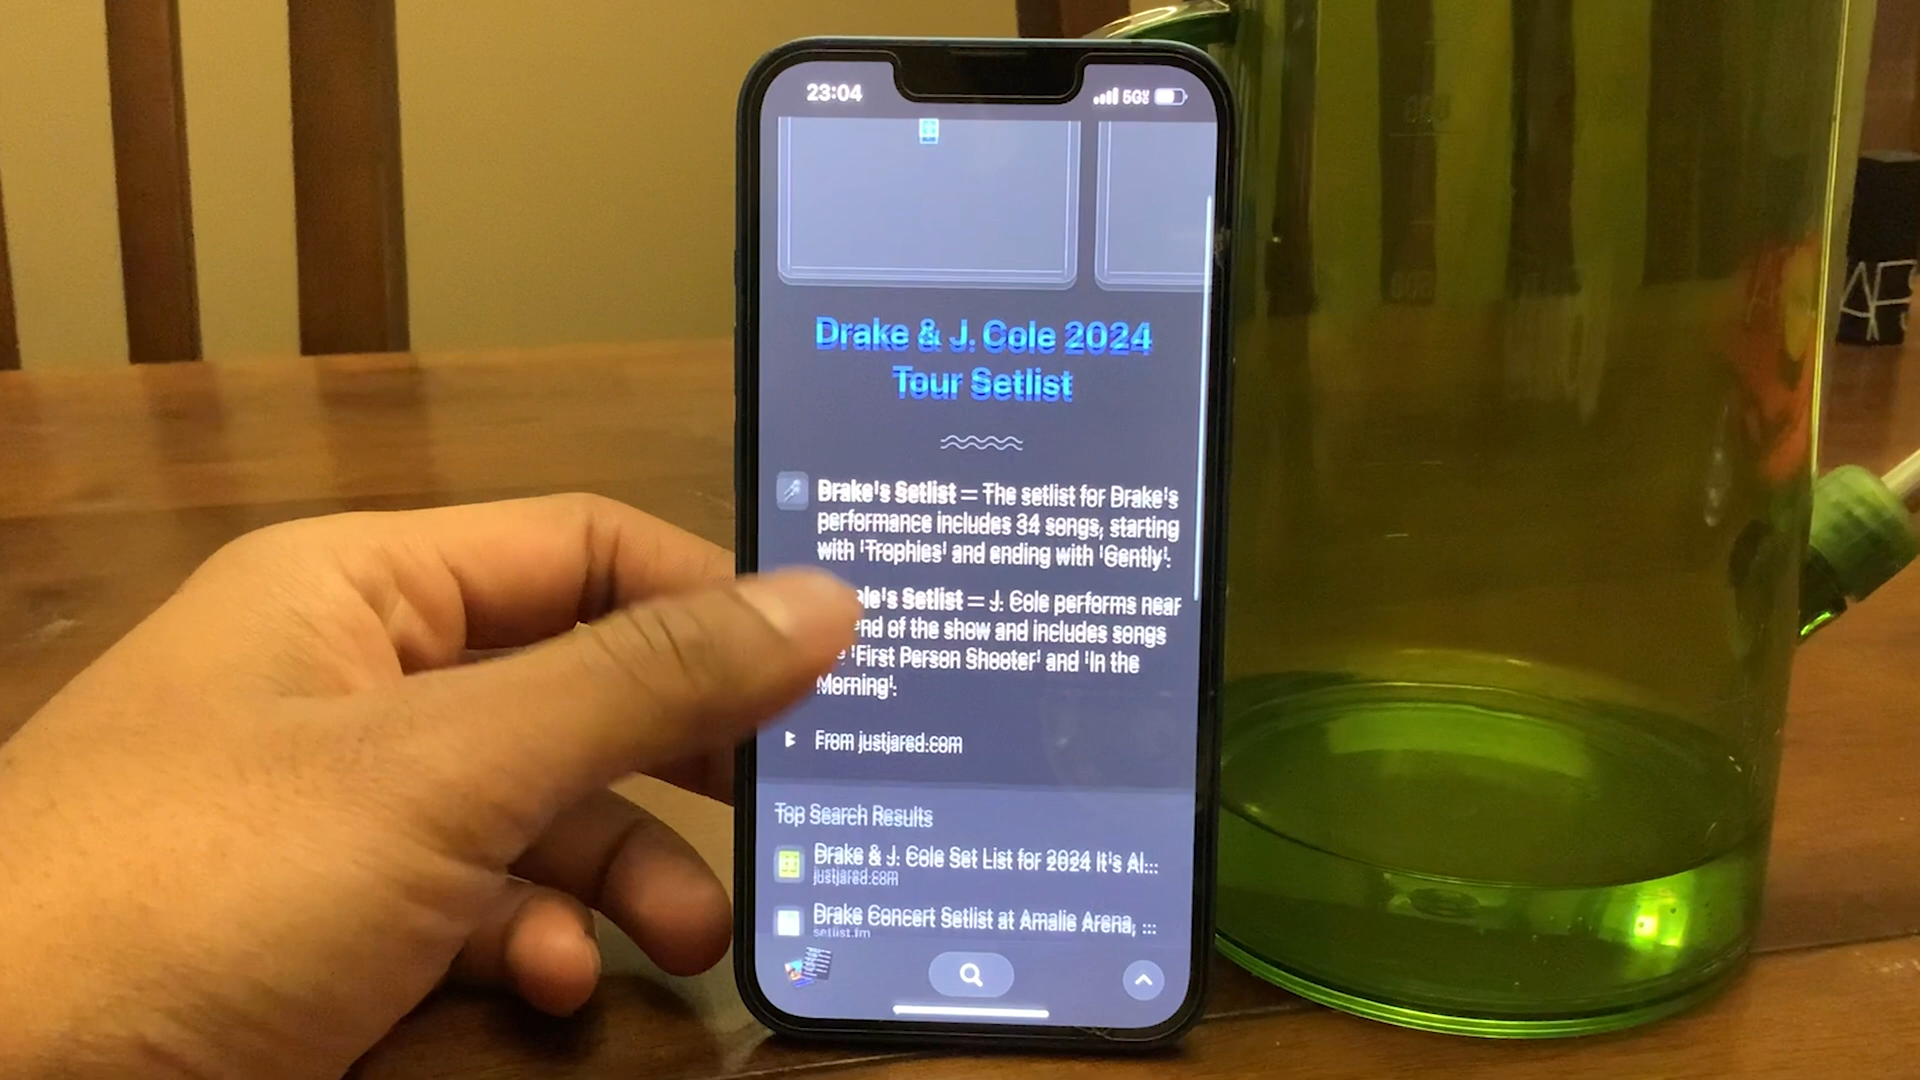 23:04
5G
Drake & J. Cole 2024
Tour Setlist
Drake's Setlist – The setlist for Drake's
performance includes 34 songs, starting
with 'Trophies' and ending with 'Gently'.
Setlist – J. Cole performs near
of the show and includes songs
'First Person Shooter' and 'In the
Morning'.
From justjared.com
Top Search Results
Drake & J. Cole Set List for 2024 It's Al...
justjared.com
Drake Concert Setlist at Amalie Arena, ...
setlist.fm